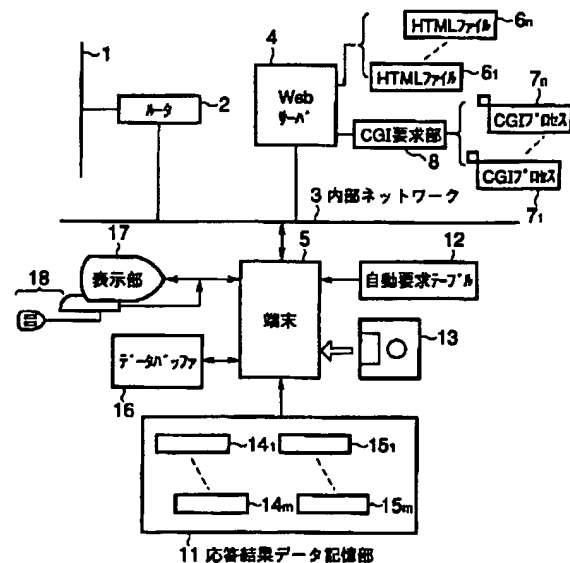 HTMLファイル 6n
1
4
2
ルータ
Web
サーバ
HTMLファイル 61
7n
CGIプロセス
CGI要求部
8
CGIプロセス
71
3 内部ネットワーク
17
5
12
18
表示部
端末
自動要求テーブル
13
データバッファ
16
141
151
14m
15m
11 応答結果データ記憶部